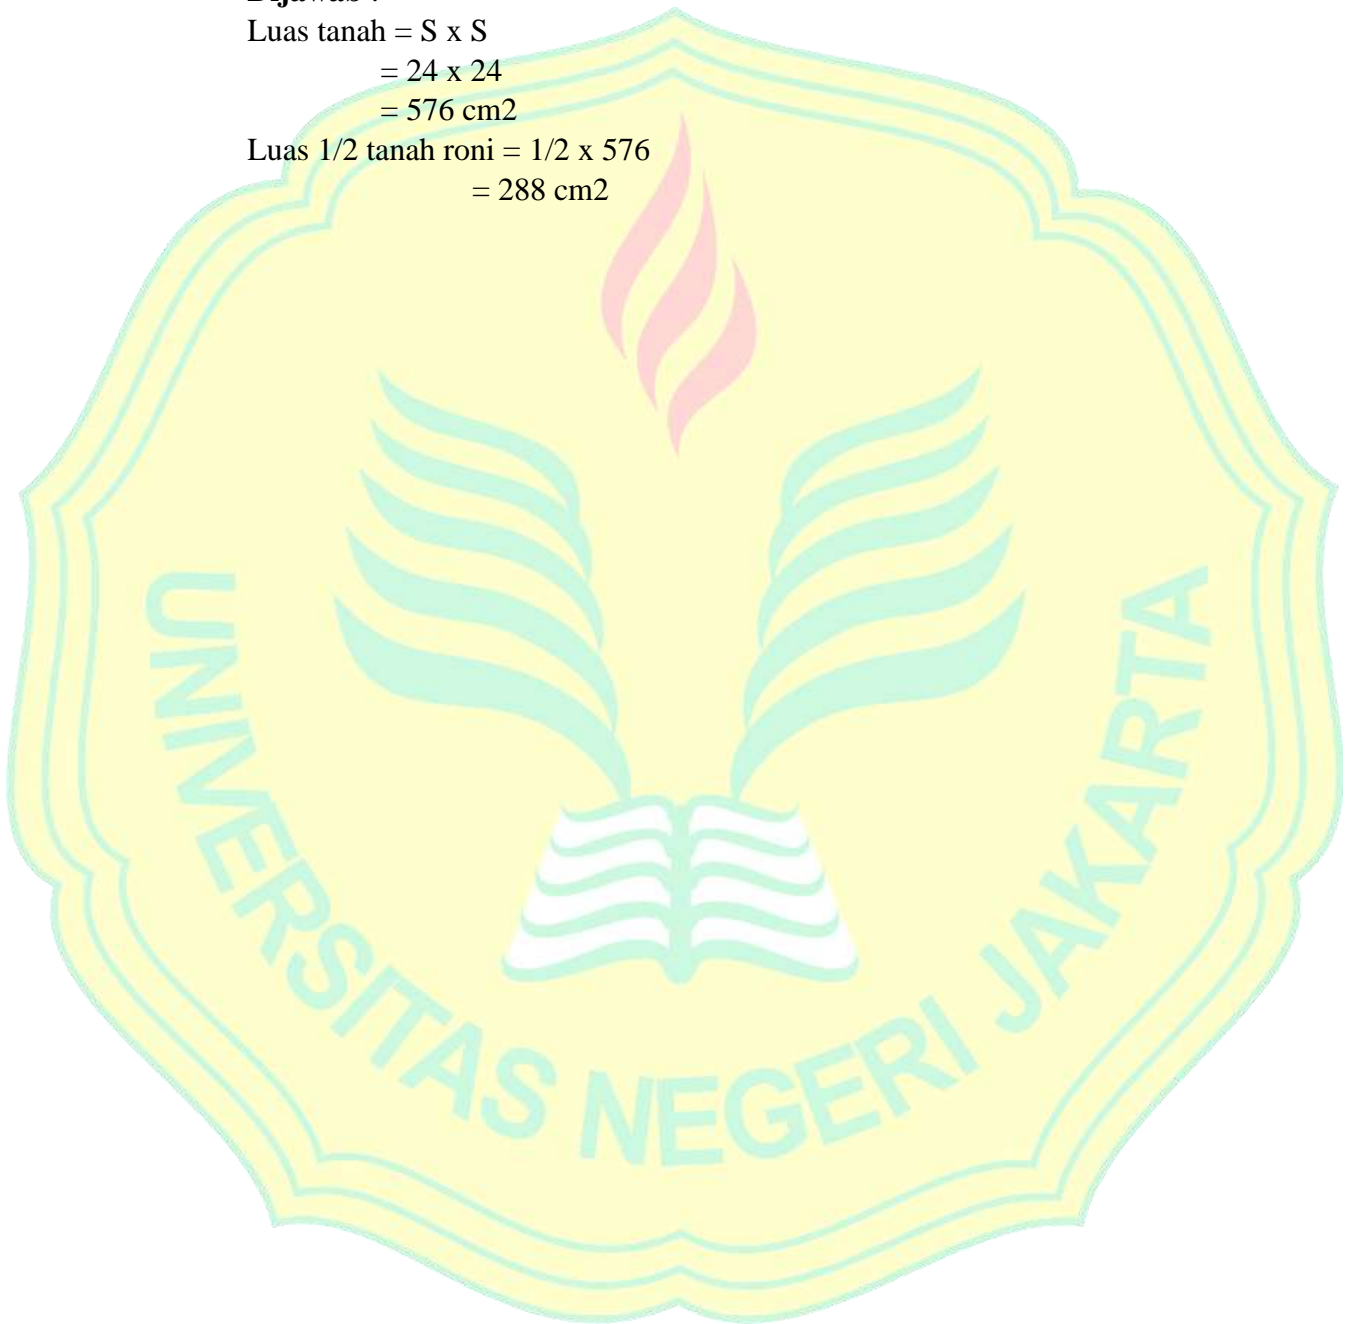 Dijawab :
Luas tanah = S x S
= 24 x 24
= 576 cm2
Luas 1/2 tanah roni = 1/2 x 576
= 288 cm2
UNIVERSITAS NEGERI JAKARTA